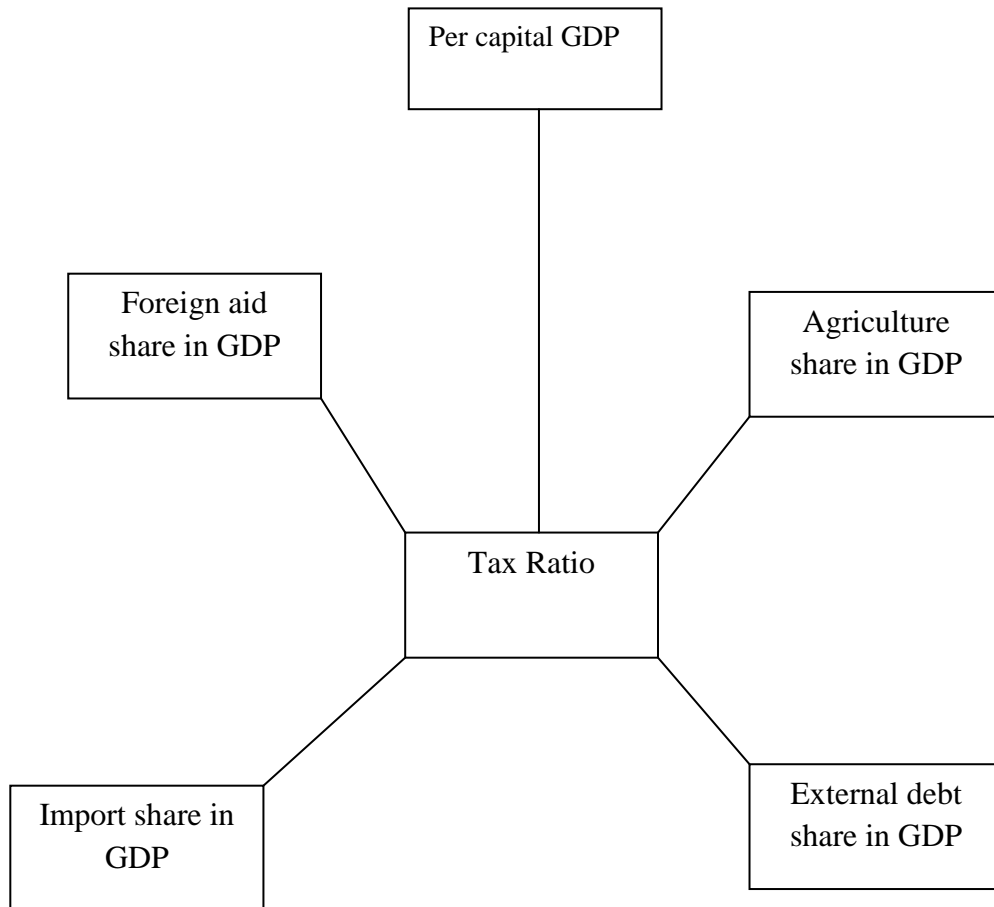 Per capital GDP
Foreign aid
share in GDP
Agriculture
share in GDP
Tax Ratio
Import share in
GDP
External debt
share in GDP